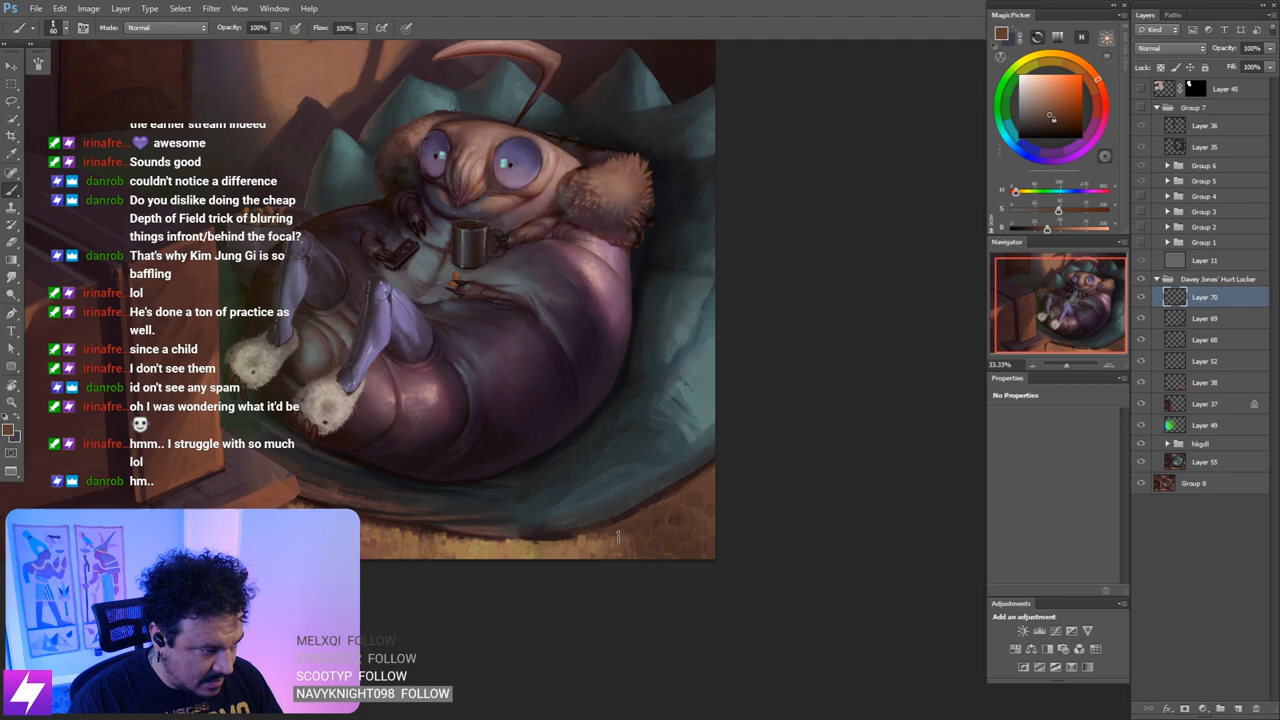 Ps File Edit Image Layer Type Select Filter View Window Help
60 Mode: Normal Opacity: 100% Flow: 100%
the earlier stream indeed
irinafre... 💜 awesome
irinafre... Sounds good
danrob couldn't notice a difference
danrob Do you dislike doing the cheap
Depth of Field trick of blurring
things infront/behind the focal?
danrob That's why Kim Jung Gi is so
baffling
irinafre... lol
irinafre... He's done a ton of practice as
well.
irinafre... since a child
irinafre... I don't see them
danrob id on't see any spam
irinafre... oh I was wondering what it'd be
💀
irinafre... hmm.. I struggle with so much
lol
danrob hm..
MELXQI FOLLOW
FOLLOW
SCOOTYP FOLLOW
NAVYKNIGHT098 FOLLOW
MagicPicker
H
H
S
B
Navigator
33.33%
Properties
No Properties
Adjustments
Add an adjustment
Layers Paths
Kind
Normal Opacity: 100%
Lock: Fill: 100%
Layer 45
Group 7
Layer 36
Layer 35
Group 6
Group 5
Group 4
Group 3
Group 2
Group 1
Layer 11
Davey Jones' Hurt Locker
Layer 70
Layer 69
Layer 68
Layer 52
Layer 38
Layer 37
Layer 49
hkgdl
Layer 55
Group 8
fx